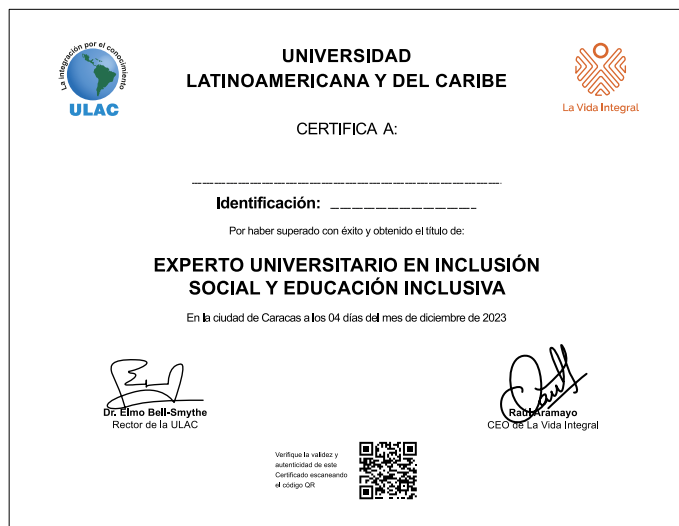 La integración por el conocimiento
ULAC
UNIVERSIDAD
LATINOAMERICANA Y DEL CARIBE
La Vida Integral
CERTIFICA A:
Identificación:
Por haber superado con éxito y obtenido el título de:
EXPERTO UNIVERSITARIO EN INCLUSIÓN
SOCIAL Y EDUCACIÓN INCLUSIVA
En la ciudad de Caracas a los 04 días del mes de diciembre de 2023
Dr. Elmo Bell-Smythe
Rector de la ULAC
Raúl Aramayo
CEO de La Vida Integral
Verifique la validez y
autenticidad de este
Certificado escaneando
el código QR